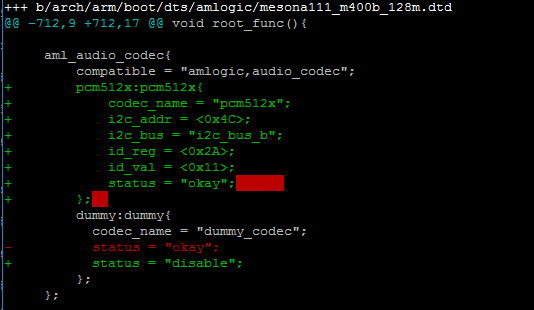 +++ b/arch/arm/boot/dts/amlogic/mesona111_m400b_128m.dtd
@@ -712,9 +712,17 @@ void root_func(){
aml_audio_codec{
compatible = "amlogic,audio_codec";
+ pcm512x:pcm512x{
+ codec_name = "pcm512x";
+ i2c_addr = <0x4C>;
+ i2c_bus = "i2c_bus_b";
+ id_reg = <0x2A>;
+ id_val = <0x11>;
+ status = "okay";
+ };
dummy:dummy{
codec_name = "dummy_codec";
- status = "okay";
+ status = "disable";
};
};